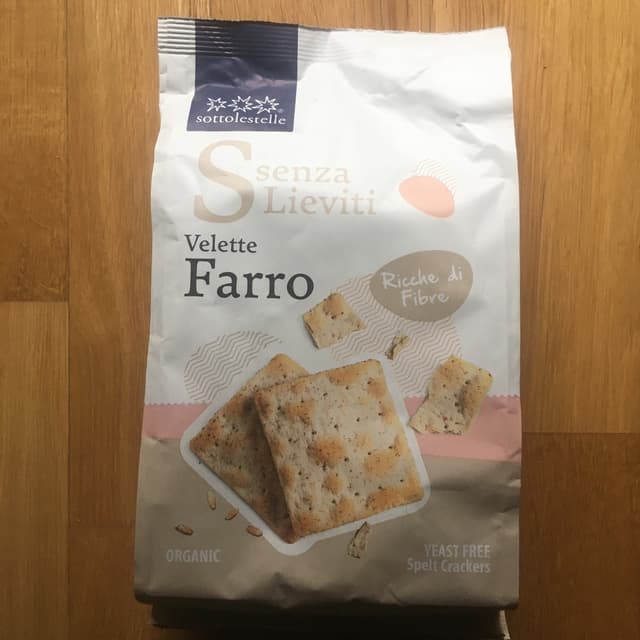 sottolestelle
Senza
Lieviti
Velette
Farro
Ricche di
Fibre
ORGANIC
YEAST FREE
Spelt Crackers